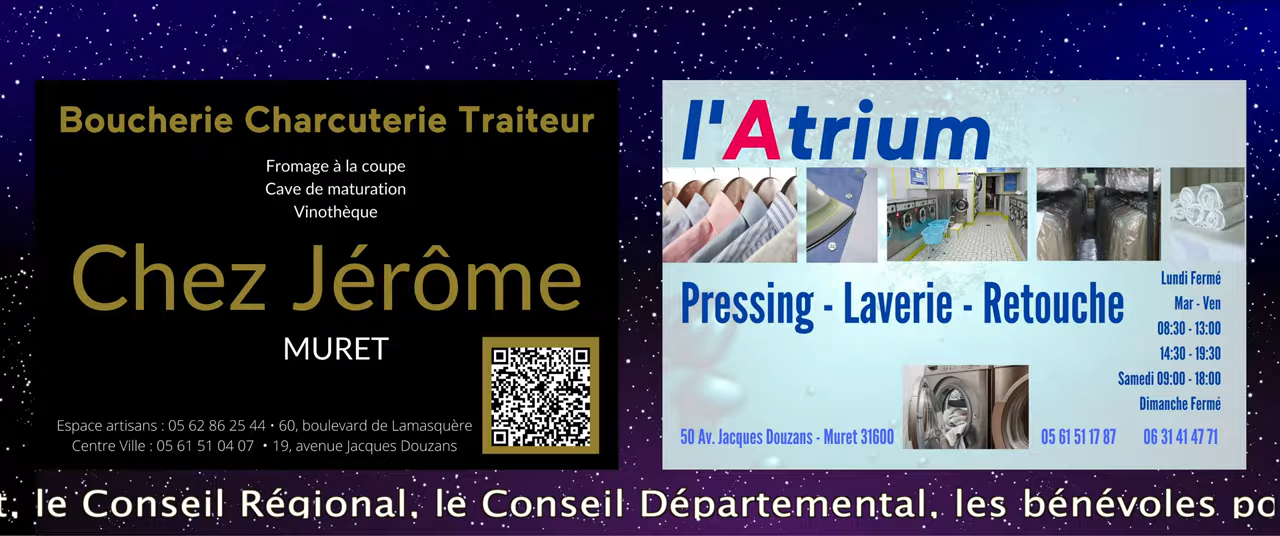 Boucherie Charcuterie Traiteur
Fromage à la coupe
Cave de maturation
Vinothèque
Chez Jérôme
MURET
Espace artisans : 05 62 86 25 44 • 60, boulevard de Lamasquère
Centre Ville : 05 61 51 04 07 • 19, avenue Jacques Douzans
l'Atrium
Pressing - Laverie - Retouche
Lundi Fermé
Mar - Ven
08:30 - 13:00
14:30 - 19:30
Samedi 09:00 - 18:00
Dimanche Fermé
50 Av. Jacques Douzans - Muret 31600
05 61 51 17 87 06 31 41 47 71
t, le Conseil Régional, le Conseil Départemental, les bénévoles po